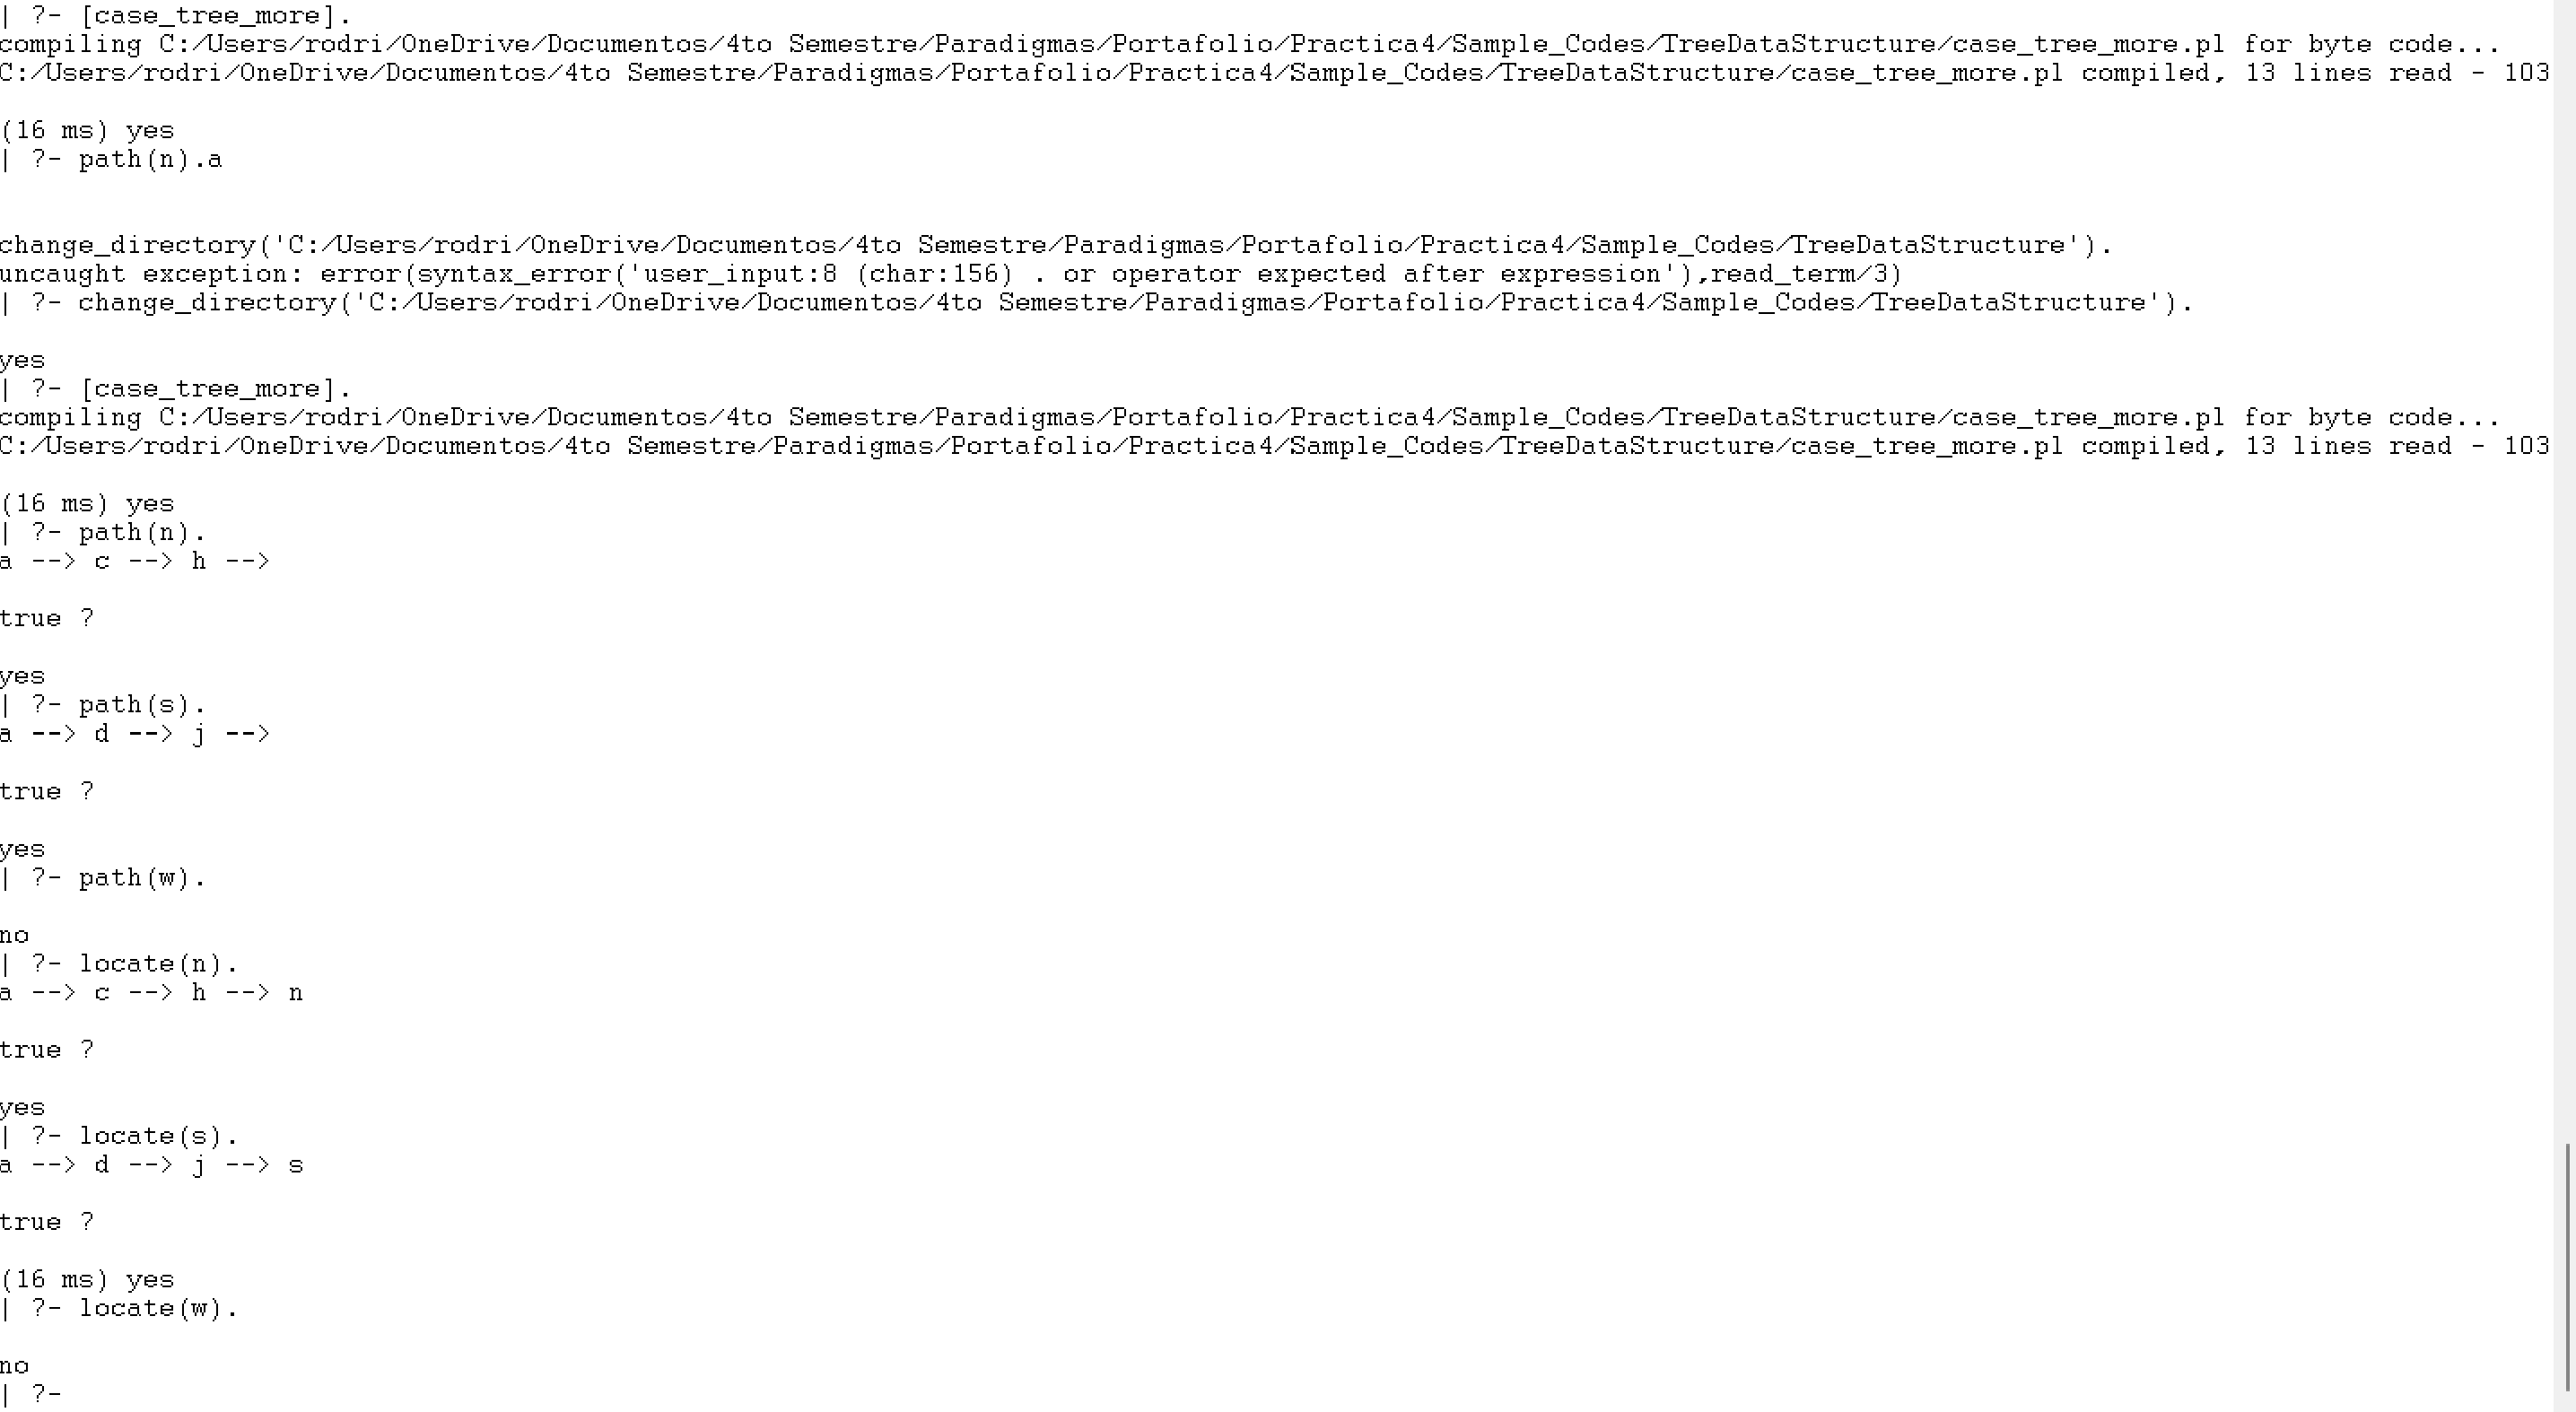 | ?- [case_tree_more].
compiling C:/Users/rodri/OneDrive/Documentos/4to Semestre/Paradigmas/Portafolio/Practica4/Sample_Codes/TreeDataStructure/case_tree_more.pl for byte code...
C:/Users/rodri/OneDrive/Documentos/4to Semestre/Paradigmas/Portafolio/Practica4/Sample_Codes/TreeDataStructure/case_tree_more.pl compiled, 13 lines read - 103
(16 ms) yes
| ?- path(n).a
change_directory('C:/Users/rodri/OneDrive/Documentos/4to Semestre/Paradigmas/Portafolio/Practica4/Sample_Codes/TreeDataStructure').
uncaught exception: error(syntax_error('user_input:8 (char:156) . or operator expected after expression'),read_term/3)
| ?- change_directory('C:/Users/rodri/OneDrive/Documentos/4to Semestre/Paradigmas/Portafolio/Practica4/Sample_Codes/TreeDataStructure').
yes
| ?- [case_tree_more].
compiling C:/Users/rodri/OneDrive/Documentos/4to Semestre/Paradigmas/Portafolio/Practica4/Sample_Codes/TreeDataStructure/case_tree_more.pl for byte code...
C:/Users/rodri/OneDrive/Documentos/4to Semestre/Paradigmas/Portafolio/Practica4/Sample_Codes/TreeDataStructure/case_tree_more.pl compiled, 13 lines read - 103
(16 ms) yes
| ?- path(n).
a --> c --> h -->
true ?
yes
| ?- path(s).
a --> d --> j -->
true ?
yes
| ?- path(w).
no
| ?- locate(n).
a --> c --> h --> n
true ?
yes
| ?- locate(s).
a --> d --> j --> s
true ?
(16 ms) yes
| ?- locate(w).
no
| ?-